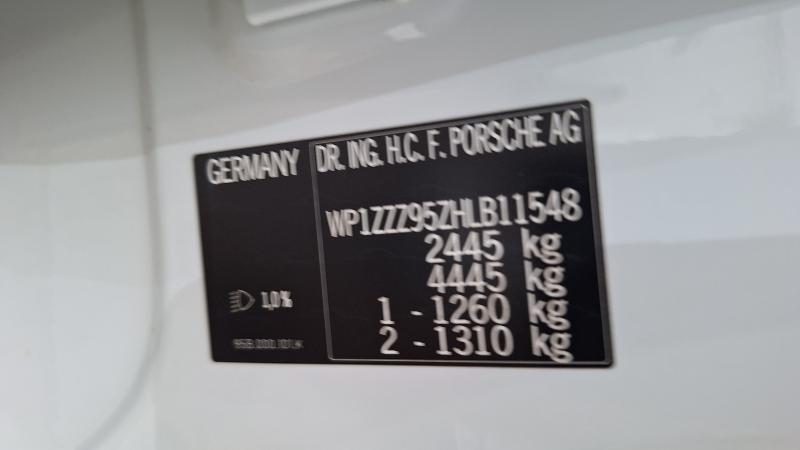 GERMANY
DR. ING. H.C. F. PORSCHE AG
WP1ZZZ95ZHLB11548
2445 kg
4445 kg
1 - 1260 kg
2 - 1310 kg
1,0%